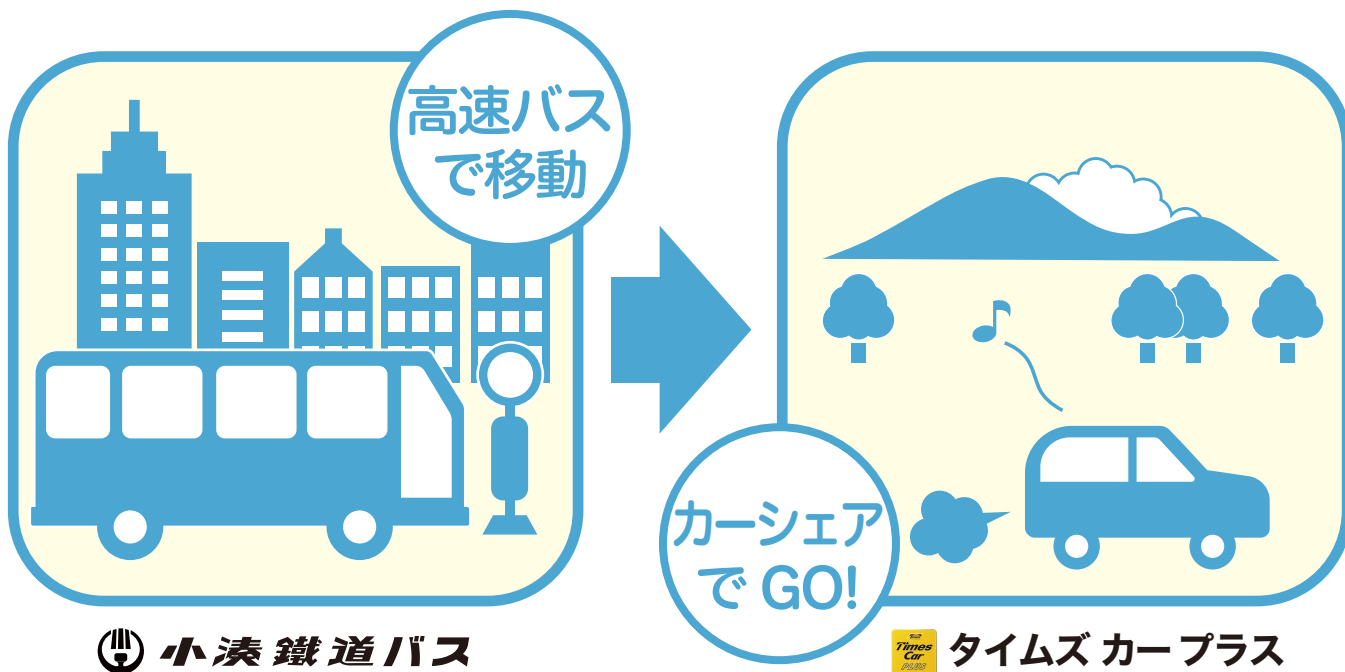 高速バス
で移動
カーシェア
で GO!
小湊鐵道バス
Times
Car
PLUS
タイムズ カー プラス